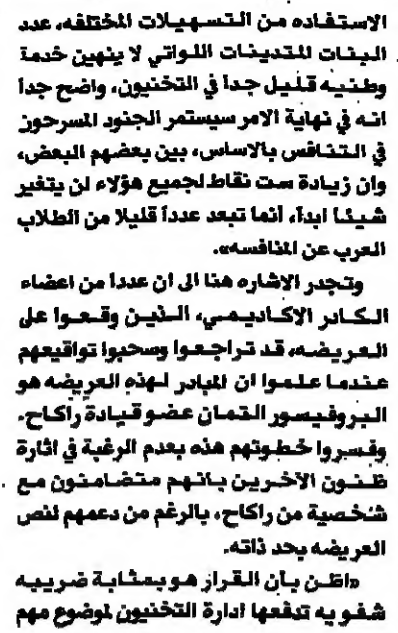 الاستفاده من التسهيلات المختلفه، عدد
البنات المتدينات اللواتي لا ينهين خدمة
وطنيه قليل جداً في التخنيون، واضح جداً
انه في نهاية الامر سيستمر الجنود المسرحون
في التنافس بالاساس، بين بعضهم البعض،
وان زيادة ست نقاط لجميع هؤلاء لن يتغير
شيئا ابداً، أنما تبعد عدداً قليلا من الطلاب
العرب عن المنافسه».
وتجدر الاشاره هنا الى ان عددا من اعضاء
الكادر الاكاديمي، الذين وقعوا على
العريضه، قد تراجعوا وسحبوا تواقيعهم
عندما علموا ان المبادر لهذه العريضه هو
البروفيسور التمان عضو قيادة راكاح.
وفسروا خطوتهم هذه بعدم الرغبة في اثارة
ظنون الآخرين بانهم متضامنون مع
شخصية من راكاح، بالرغم من دعمهم لنص
العريضه بحد ذاته.
«اظن بأن القرار هو بمثابة ضريبه
شفويه تدفعها ادارة التخنيون لموضوع مهم